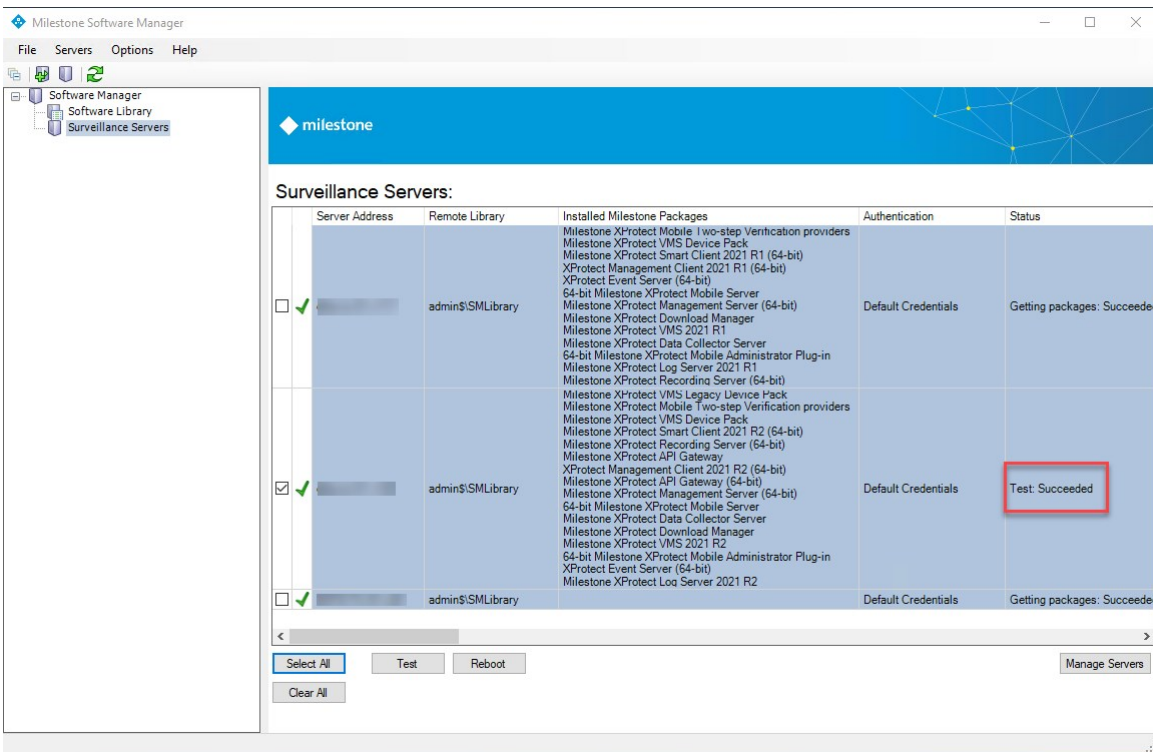 Milestone Software Manager
File Servers Options Help
Software Manager
Software Library
Surveillance Servers
milestone
Surveillance Servers:
Server Address Remote Library Installed Milestone Packages Authentication Status
Milestone XProtect Mobile Two-step Verification providers
Milestone XProtect VMS Device Pack
Milestone XProtect Smart Client 2021 R1 (64-bit)
XProtect Management Client 2021 R1 (64-bit)
XProtect Event Server (64-bit)
64-bit Milestone XProtect Mobile Server
admin$\SMLibrary Milestone XProtect Management Server (64-bit) Default Credentials Getting packages: Succeede
Milestone XProtect Download Manager
Milestone XProtect VMS 2021 R1
Milestone XProtect Data Collector Server
64-bit Milestone XProtect Mobile Administrator Plug-in
Milestone XProtect Log Server 2021 R1
Milestone XProtect Recording Server (64-bit)
Milestone XProtect VMS Legacy Device Pack
Milestone XProtect Mobile Two-step Verification providers
Milestone XProtect VMS Device Pack
Milestone XProtect Smart Client 2021 R2 (64-bit)
Milestone XProtect Recording Server (64-bit)
Milestone XProtect API Gateway
XProtect Management Client 2021 R2 (64-bit)
Milestone XProtect API Gateway (64-bit)
admin$\SMLibrary Milestone XProtect Management Server (64-bit) Default Credentials Test: Succeeded
64-bit Milestone XProtect Mobile Server
Milestone XProtect Data Collector Server
Milestone XProtect Download Manager
Milestone XProtect VMS 2021 R2
64-bit Milestone XProtect Mobile Administrator Plug-in
XProtect Event Server (64-bit)
Milestone XProtect Log Server 2021 R2
admin$\SMLibrary Default Credentials Getting packages: Succeede
Select All Test Reboot Manage Servers
Clear All